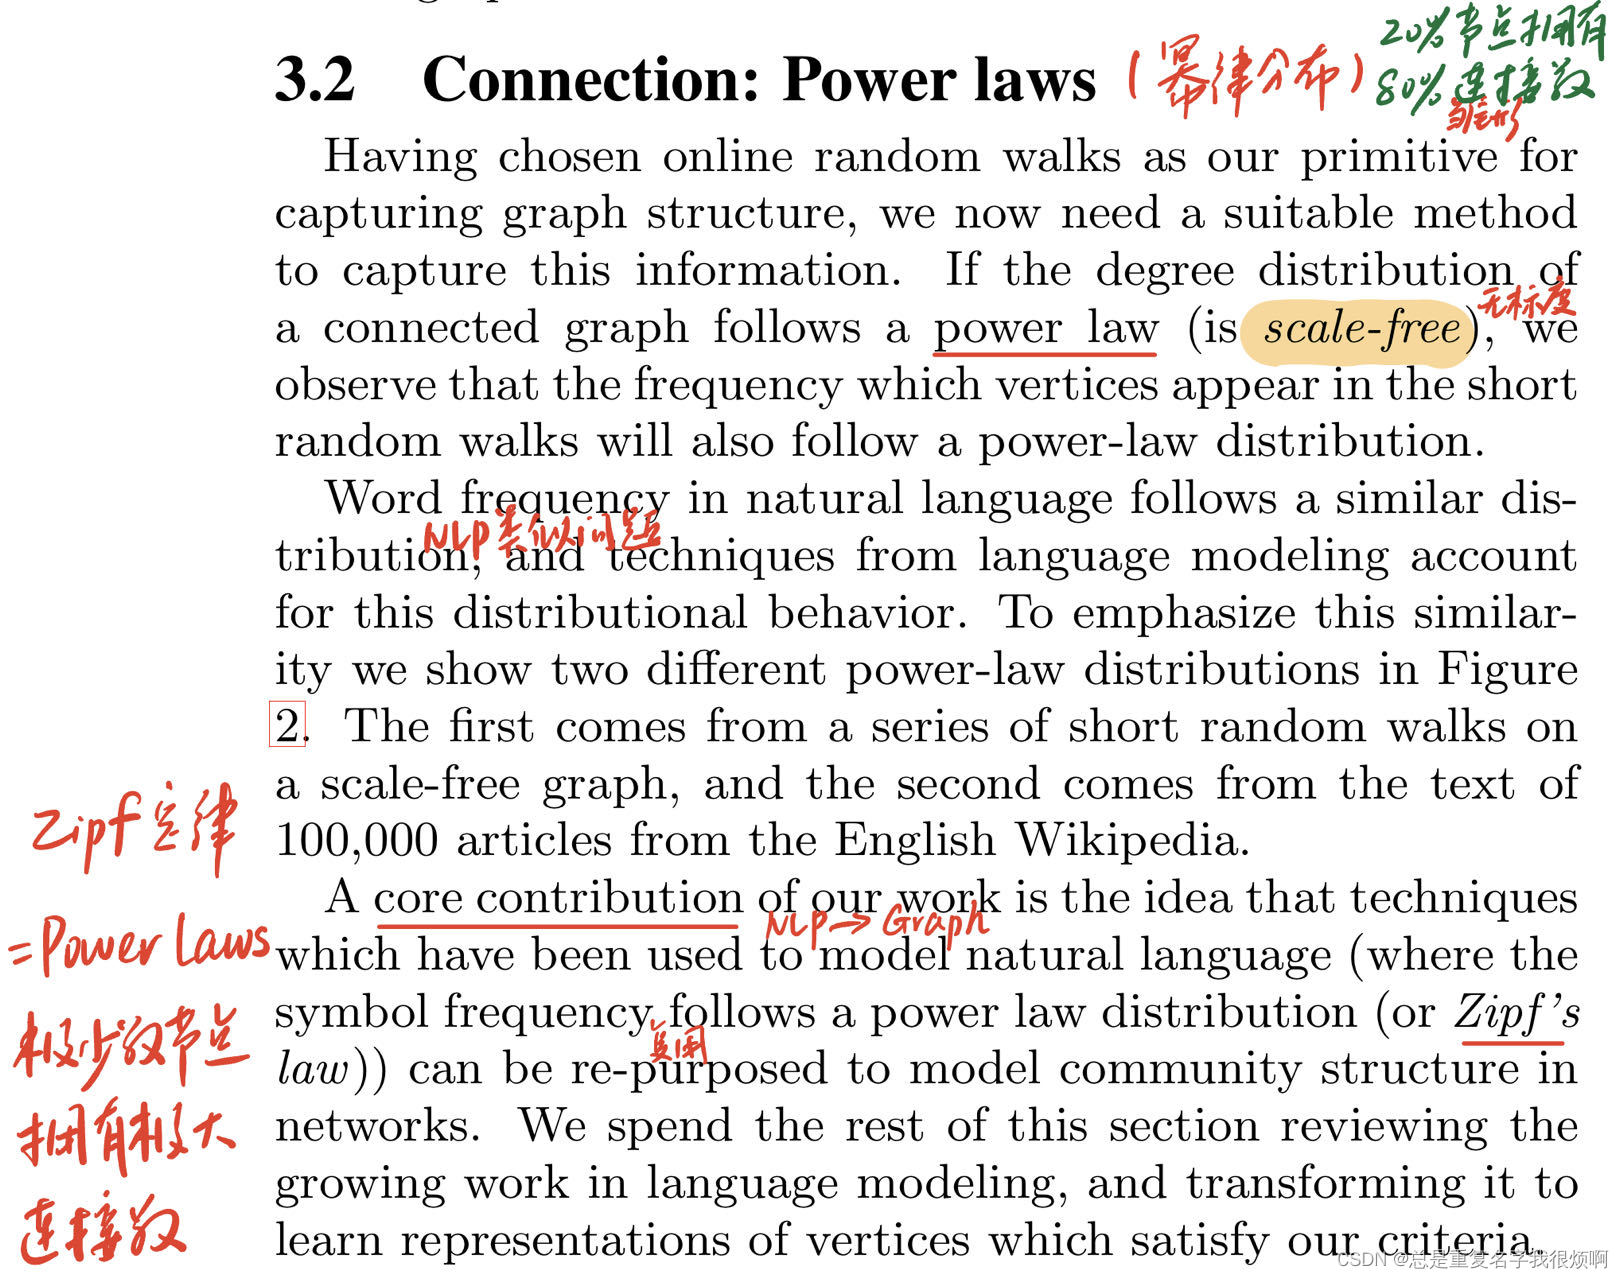 3.2 Connection: Power laws (幂律分布)
20%节点拥有
80%连接数
雏形
Having chosen online random walks as our primitive for
capturing graph structure, we now need a suitable method
to capture this information. If the degree distribution of
无标度
a connected graph follows a power law (is scale-free), we
observe that the frequency which vertices appear in the short
random walks will also follow a power-law distribution.
Word frequency in natural language follows a similar dis-
NLP类似问题
tribution, and techniques from language modeling account
for this distributional behavior. To emphasize this similar-
ity we show two different power-law distributions in Figure
2. The first comes from a series of short random walks on
a scale-free graph, and the second comes from the text of
100,000 articles from the English Wikipedia.
A core contribution of our work is the idea that techniques
NLP→Graph
which have been used to model natural language (where the
symbol frequency follows a power law distribution (or Zipf's
复用
law)) can be re-purposed to model community structure in
networks. We spend the rest of this section reviewing the
growing work in language modeling, and transforming it to
learn representations of vertices which satisfy our criteria.
Zipf定律
=Power Laws
极少数节点
拥有极大
连接数
CSDN @总是重复名字我很烦啊